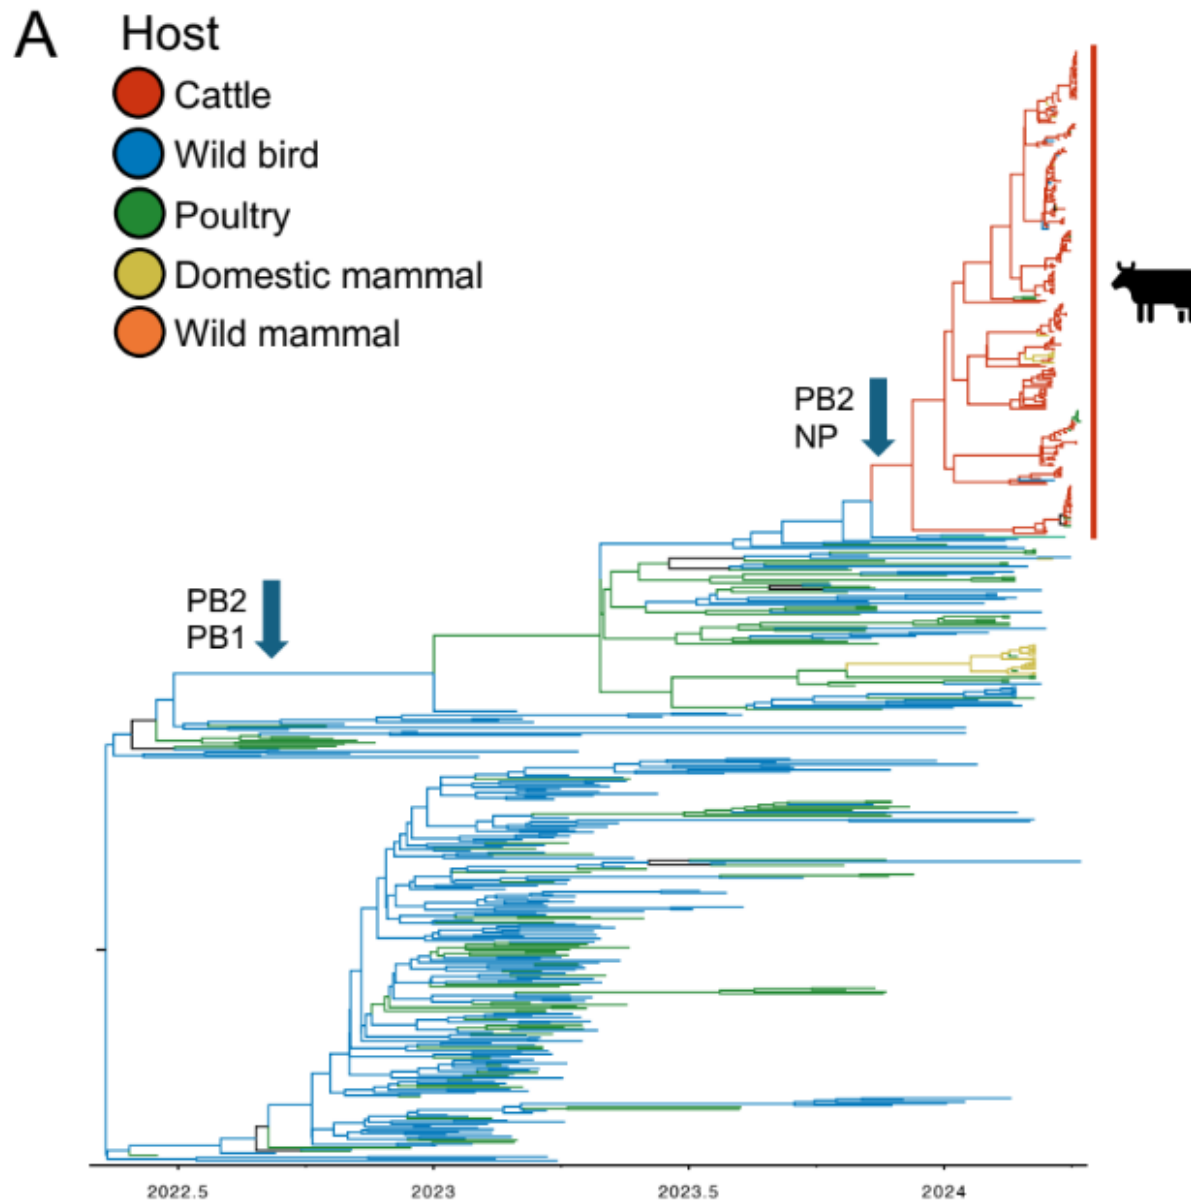 A
Host
Cattle
Wild bird
Poultry
Domestic mammal
Wild mammal
PB2
NP
PB2
PB1
2022.5
2023
2023.5
2024